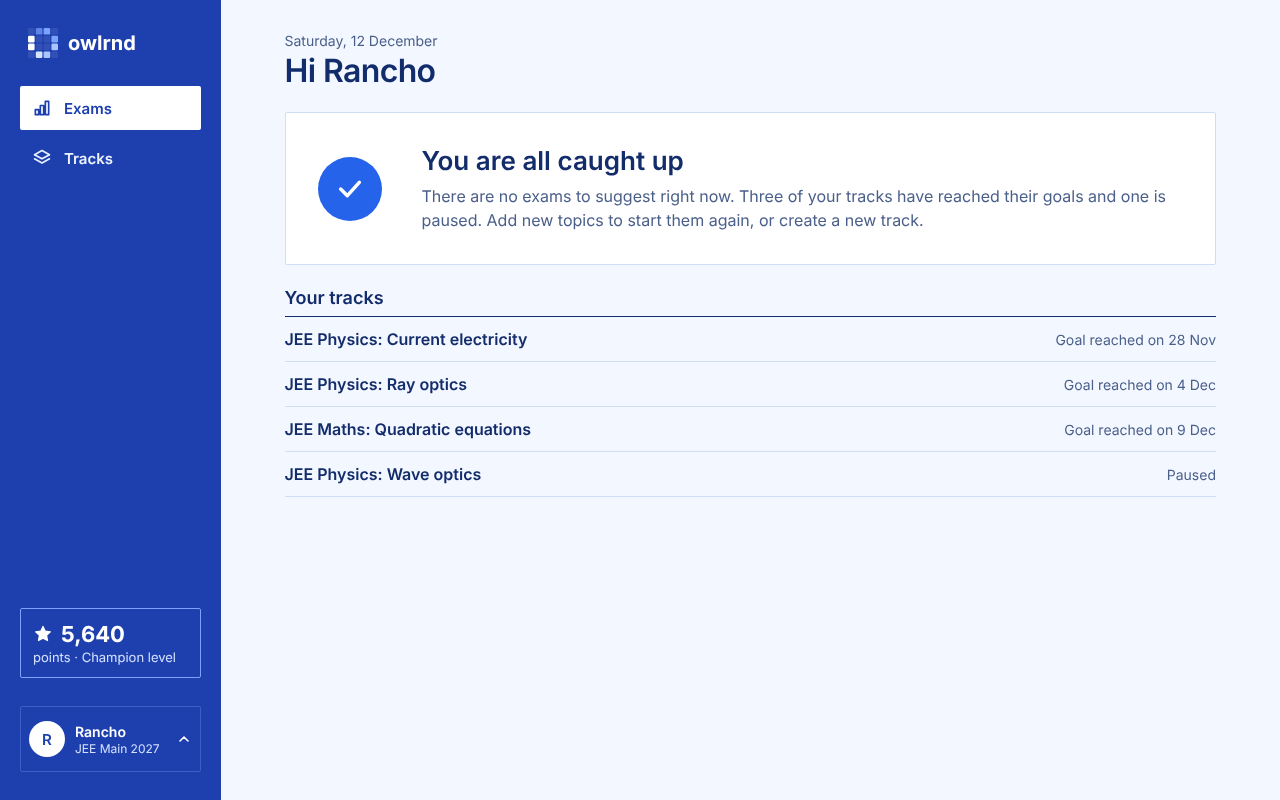 owlrnd
Exams
Tracks
5,640
points · Champion level
R
Rancho
JEE Main 2027
Saturday, 12 December
Hi Rancho
You are all caught up
There are no exams to suggest right now. Three of your tracks have reached their goals and one is
paused. Add new topics to start them again, or create a new track.
Your tracks
JEE Physics: Current electricity
Goal reached on 28 Nov
JEE Physics: Ray optics
Goal reached on 4 Dec
JEE Maths: Quadratic equations
Goal reached on 9 Dec
JEE Physics: Wave optics
Paused